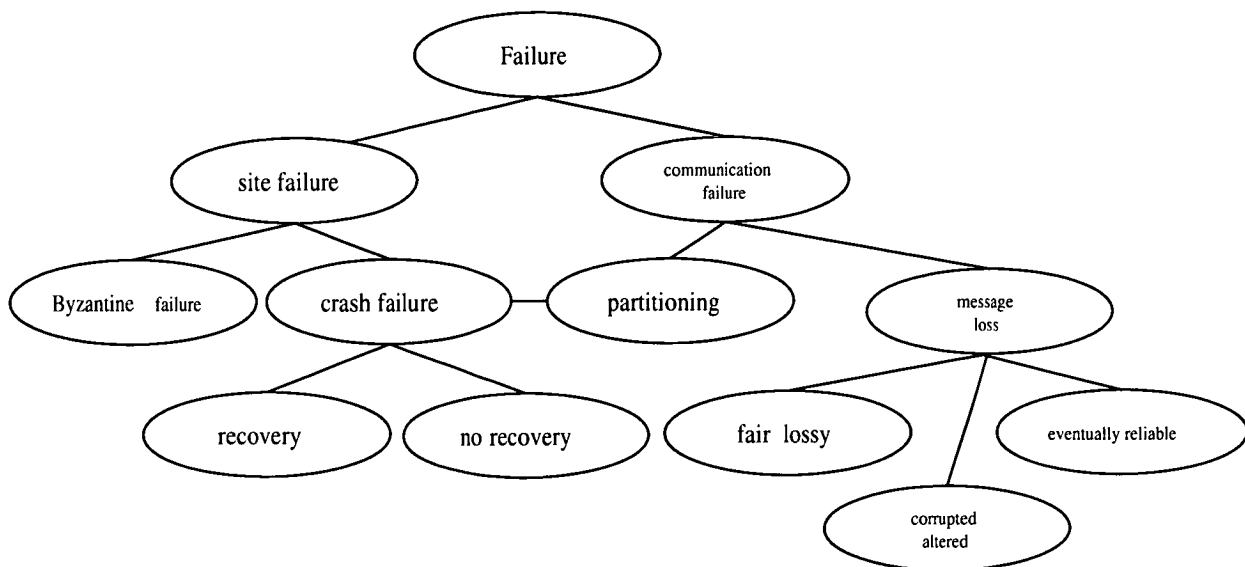 Failure
site failure
communication
failure
Byzantine failure
crash failure
partitioning
message
loss
recovery
no recovery
fair lossy
eventually reliable
corrupted
altered